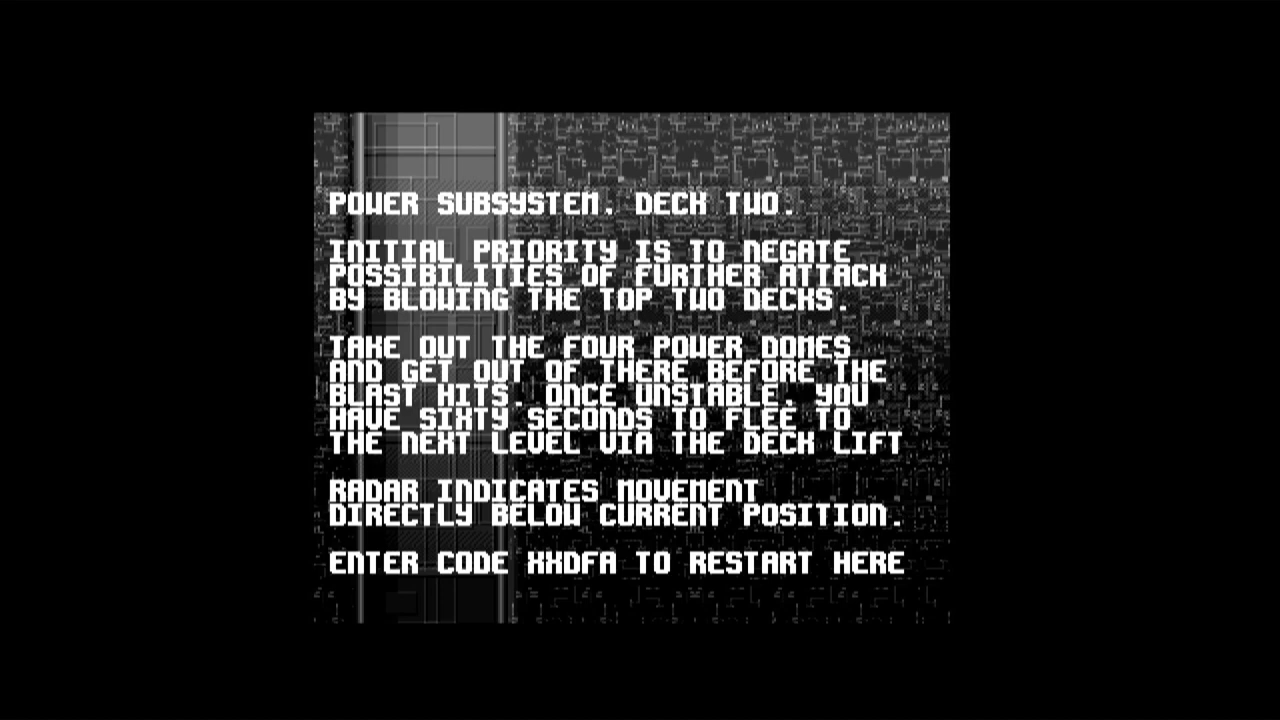 POWER SUBSYSTEM. DECK TWO.
INITIAL PRIORITY IS TO NEGATE
POSSIBILITIES OF FURTHER ATTACK
BY BLOWING THE TOP TWO DECKS.
TAKE OUT THE FOUR POWER DOMES
AND GET OUT OF THERE BEFORE THE
BLAST HITS. ONCE UNSTABLE, YOU
HAVE SIXTY SECONDS TO FLEE TO
THE NEXT LEVEL VIA THE DECK LIFT
RADAR INDICATES MOVEMENT
DIRECTLY BELOW CURRENT POSITION.
ENTER CODE XXDFA TO RESTART HERE